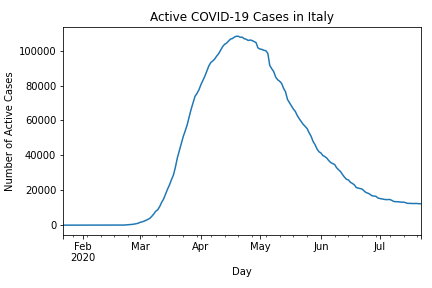 Active COVID-19 Cases in Italy
Number of Active Cases
100000
80000
60000
40000
20000
0
Feb Mar Apr May Jun Jul
2020
Day